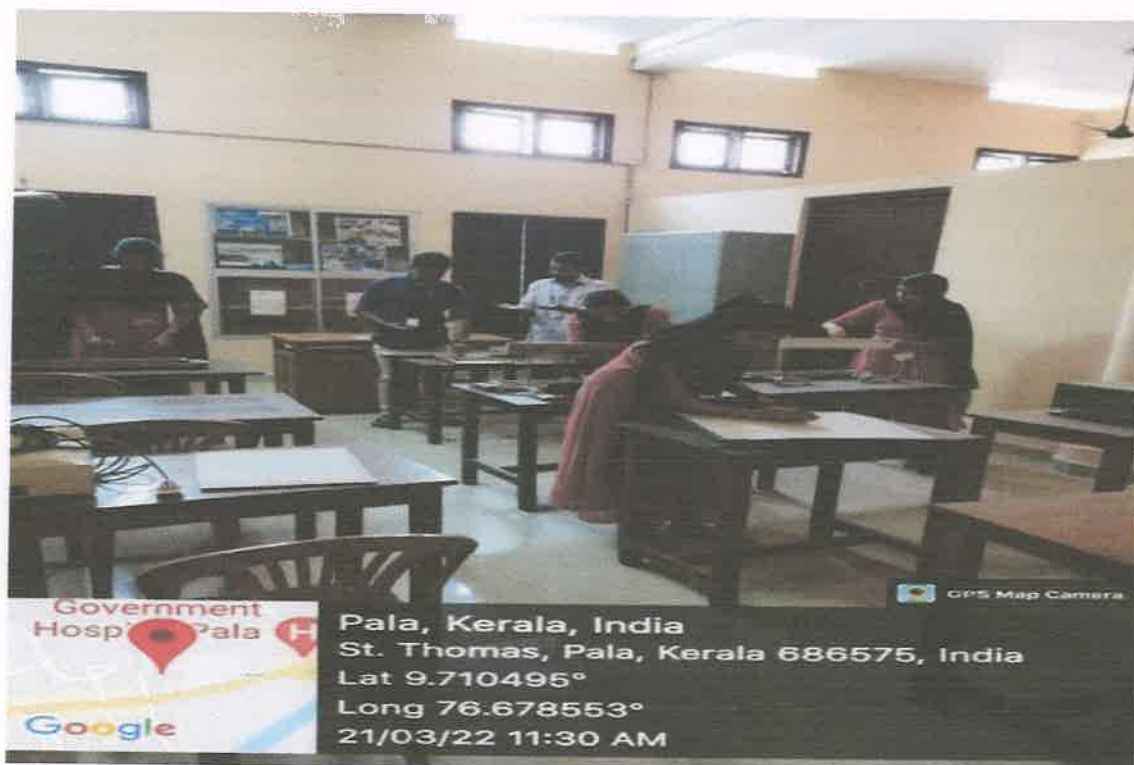 GPS Map Camera
Government
Hosp Pala H
Google
Pala, Kerala, India
St. Thomas, Pala, Kerala 686575, India
Lat 9.710495°
Long 76.678553°
21/03/22 11:30 AM